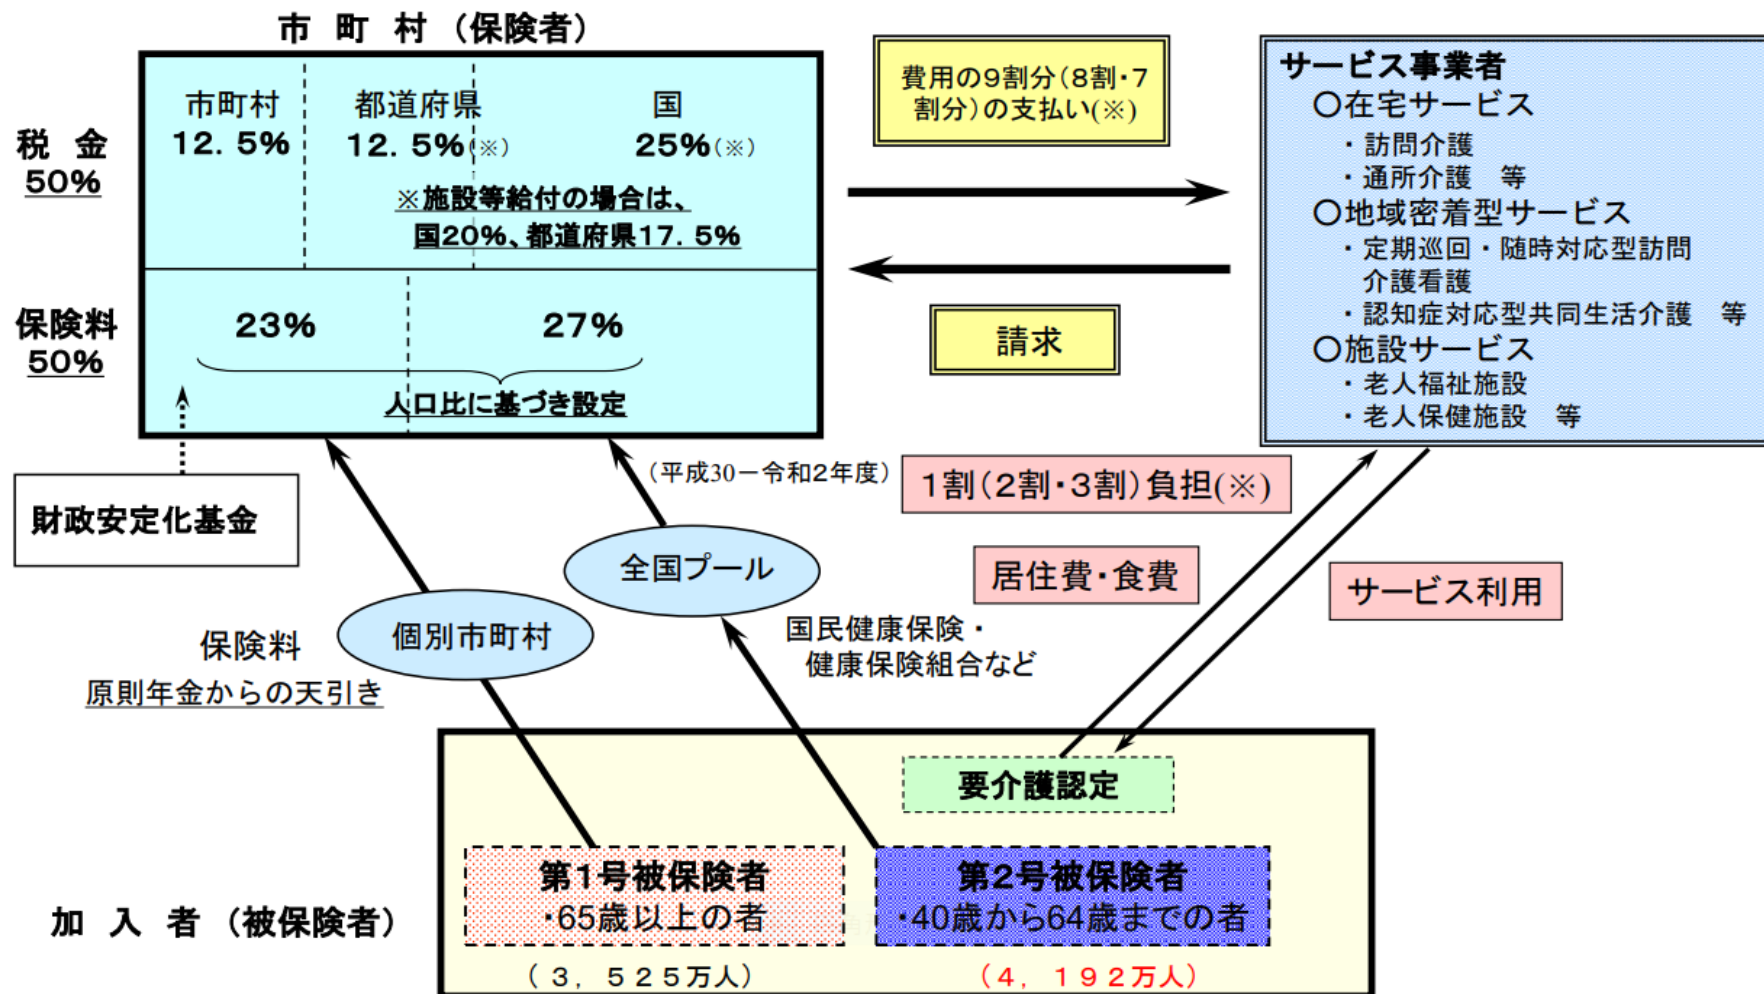 市 町 村 (保険者)
税 金
50%
市町村
12. 5%
都道府県
12. 5%(※)
国
25%(※)
※施設等給付の場合は、
国20%、都道府県17. 5%
保険料
50%
23%
27%
人口比に基づき設定
財政安定化基金
費用の9割分(8割・7
割分)の支払い(※)
請求
サービス事業者
〇在宅サービス
・訪問介護
・通所介護 等
〇地域密着型サービス
・定期巡回・随時対応型訪問
介護看護
・認知症対応型共同生活介護 等
〇施設サービス
・老人福祉施設
・老人保健施設 等
(平成30-令和2年度)
1割(2割・3割)負担(※)
全国プール
居住費・食費
サービス利用
個別市町村
保険料
原則年金からの天引き
国民健康保険・
健康保険組合など
要介護認定
加 入 者 (被保険者)
第1号被保険者
・65歳以上の者
(3, 525万人)
第2号被保険者
・40歳から64歳までの者
(4, 192万人)